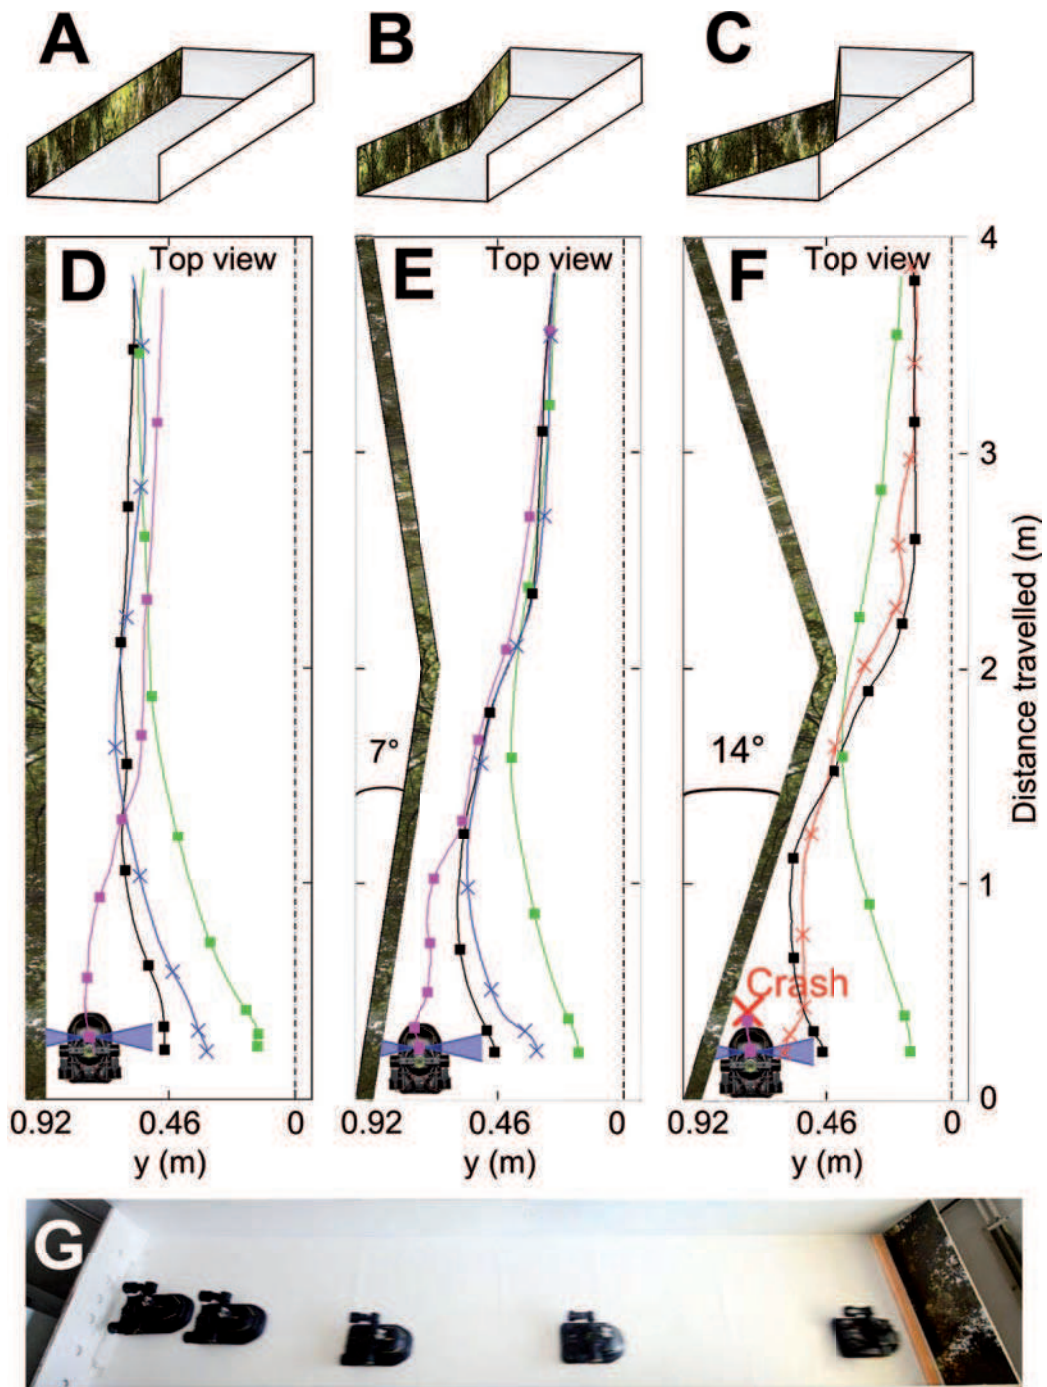 A
B
C
D
Top view
E
Top view
F
Top view
7°
14°
Crash
4
3
2
1
0
Distance travelled (m)
0.92
0.46
0
0.92
0.46
0
0.92
0.46
0
y (m)
y (m)
y (m)
G